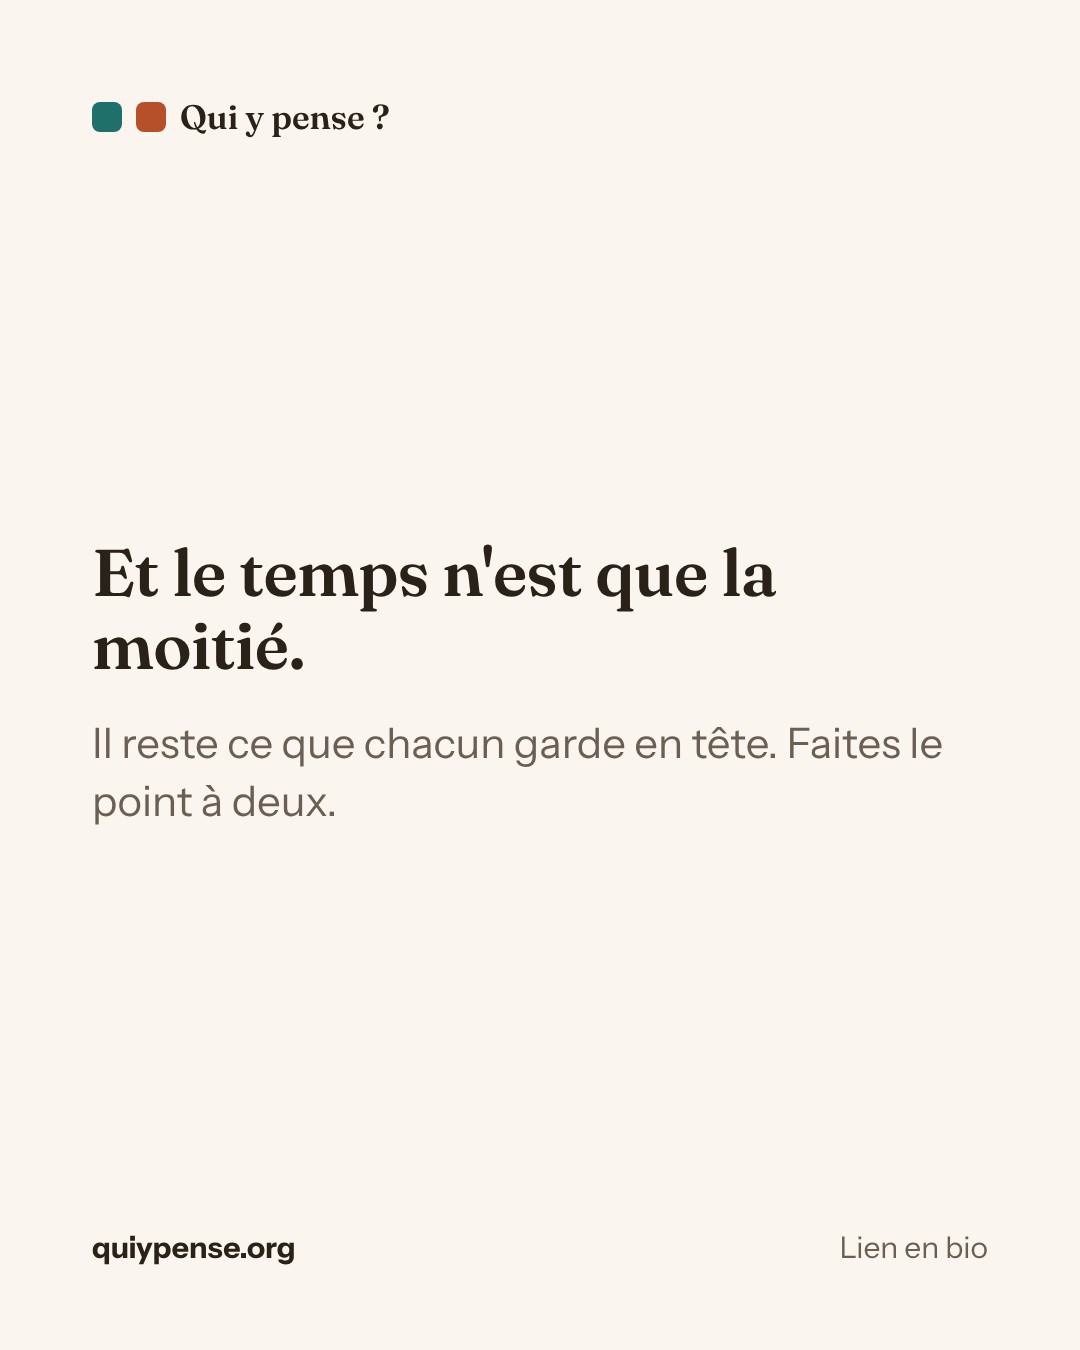 Qui y pense ?
Et le temps n'est que la
moitié.
Il reste ce que chacun garde en tête. Faites le
point à deux.
quiypense.org
Lien en bio